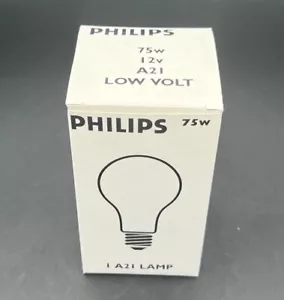 PHILIPS
75w
12v
A21
LOW VOLT
PHILIPS 75w
1 A21 LAMP